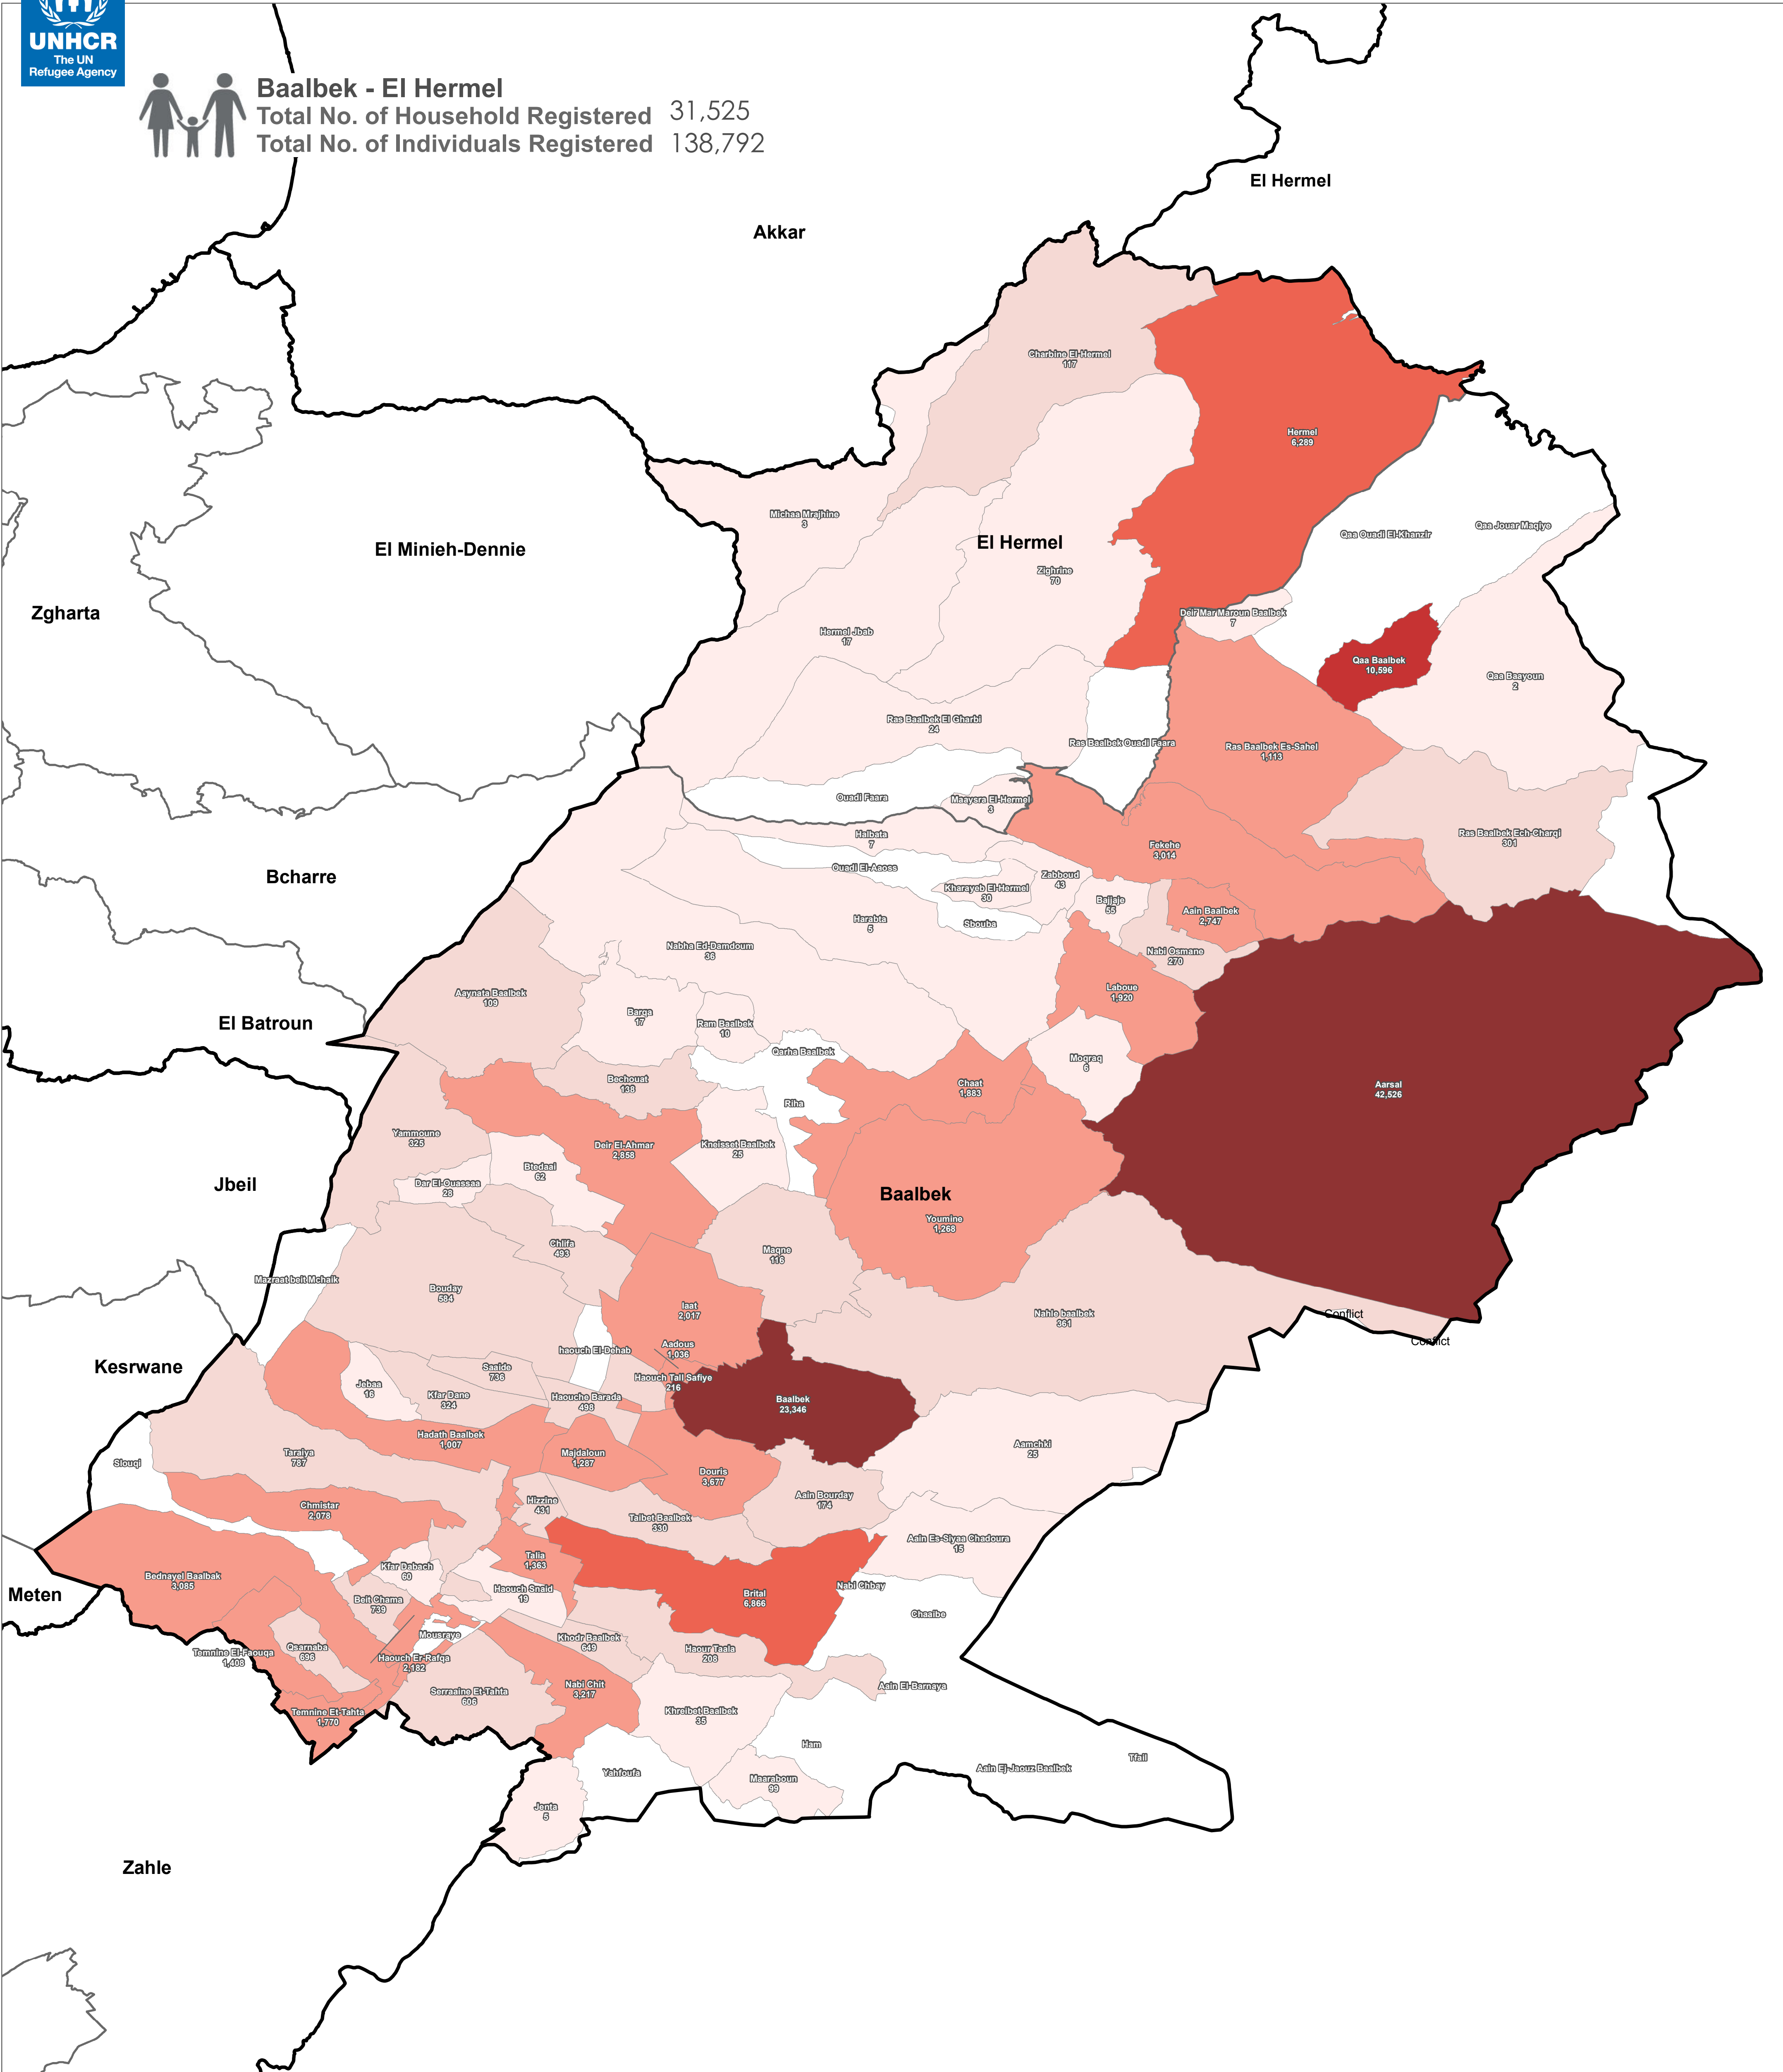 UNHCR
The UN
Refugee Agency
Baalbek - El Hermel
Total No. of Household Registered 31,525
Total No. of Individuals Registered 138,792
El Hermel
Akkar
Charbine El-Hermel
117
Hermel
6,289
Michaa Mrajhine
3
Qaa Jouar Maqiye
Qaa Ouadi El-Khanzir
El Hermel
El Minieh-Dennie
Zighrine
70
Zgharta
Deir Mar Maroun Baalbek
7
Hermel Jbab
17
Qaa Baalbek
10,596
Qaa Baayoun
2
Ras Baalbek El Gharbi
24
Ras Baalbek Ouadi Faara
Ras Baalbek Es-Sahel
1,113
Ouadi Faara
Maaysra El-Hermel
3
Halbata
7
Ras Baalbek Ech-Charqi
301
Fekehe
3,014
Ouadi El-Aaoss
Bcharre
Zabboud
43
Kharayeb El-Hermel
30
Bajjaje
55
Aain Baalbek
2,747
Harabta
5
Sbouba
Nabha Ed-Damdoum
36
Nabi Osmane
270
Laboue
1,920
Aaynata Baalbek
109
Barqa
17
Ram Baalbek
10
El Batroun
Qarha Baalbek
Moqraq
6
Bechouat
138
Chaat
1,883
Aarsal
42,526
Riha
Yammoune
325
Deir El-Ahmar
2,858
Kneisset Baalbek
25
Btedaai
62
Jbeil
Dar El-Ouassaa
28
Baalbek
Youmine
1,268
Chlifa
493
Maqne
116
Mazraat beit Mchaik
Bouday
584
Iaat
2,017
Nahle baalbek
361
Conflict
Conflict
Aadous
1,036
haouch El-Dehab
Kesrwane
Saaide
736
Haouch Tall Safiye
216
Jebaa
16
Kfar Dane
324
Haouche Barada
498
Baalbek
23,346
Hadath Baalbek
1,007
Taraiya
787
Majdaloun
1,287
Aamchki
25
Slouqi
Douris
3,677
Hizzine
431
Aain Bourday
174
Chmistar
2,078
Taibet Baalbek
330
Aain Es-Siyaa Chadoura
15
Talia
1,363
Kfar Dabach
60
Bednayel Baalbak
3,085
Meten
Haouch Snaid
19
Brital
6,866
Nabi Chbay
Beit Chama
739
Chaaibe
Mousraye
Khodr Baalbek
649
Qsarnaba
696
Temnine El-Faouqa
1,408
Haouch Er-Rafqa
2,182
Haour Taala
208
Serraaine Et-Tahta
606
Nabi Chit
3,217
Aain El-Barnaya
Temnine Et-Tahta
1,770
Khreibet Baalbek
35
Ham
Tfail
Aain Ej-Jaouz Baalbek
Yahfoufa
Maaraboun
99
Jenta
5
Zahle